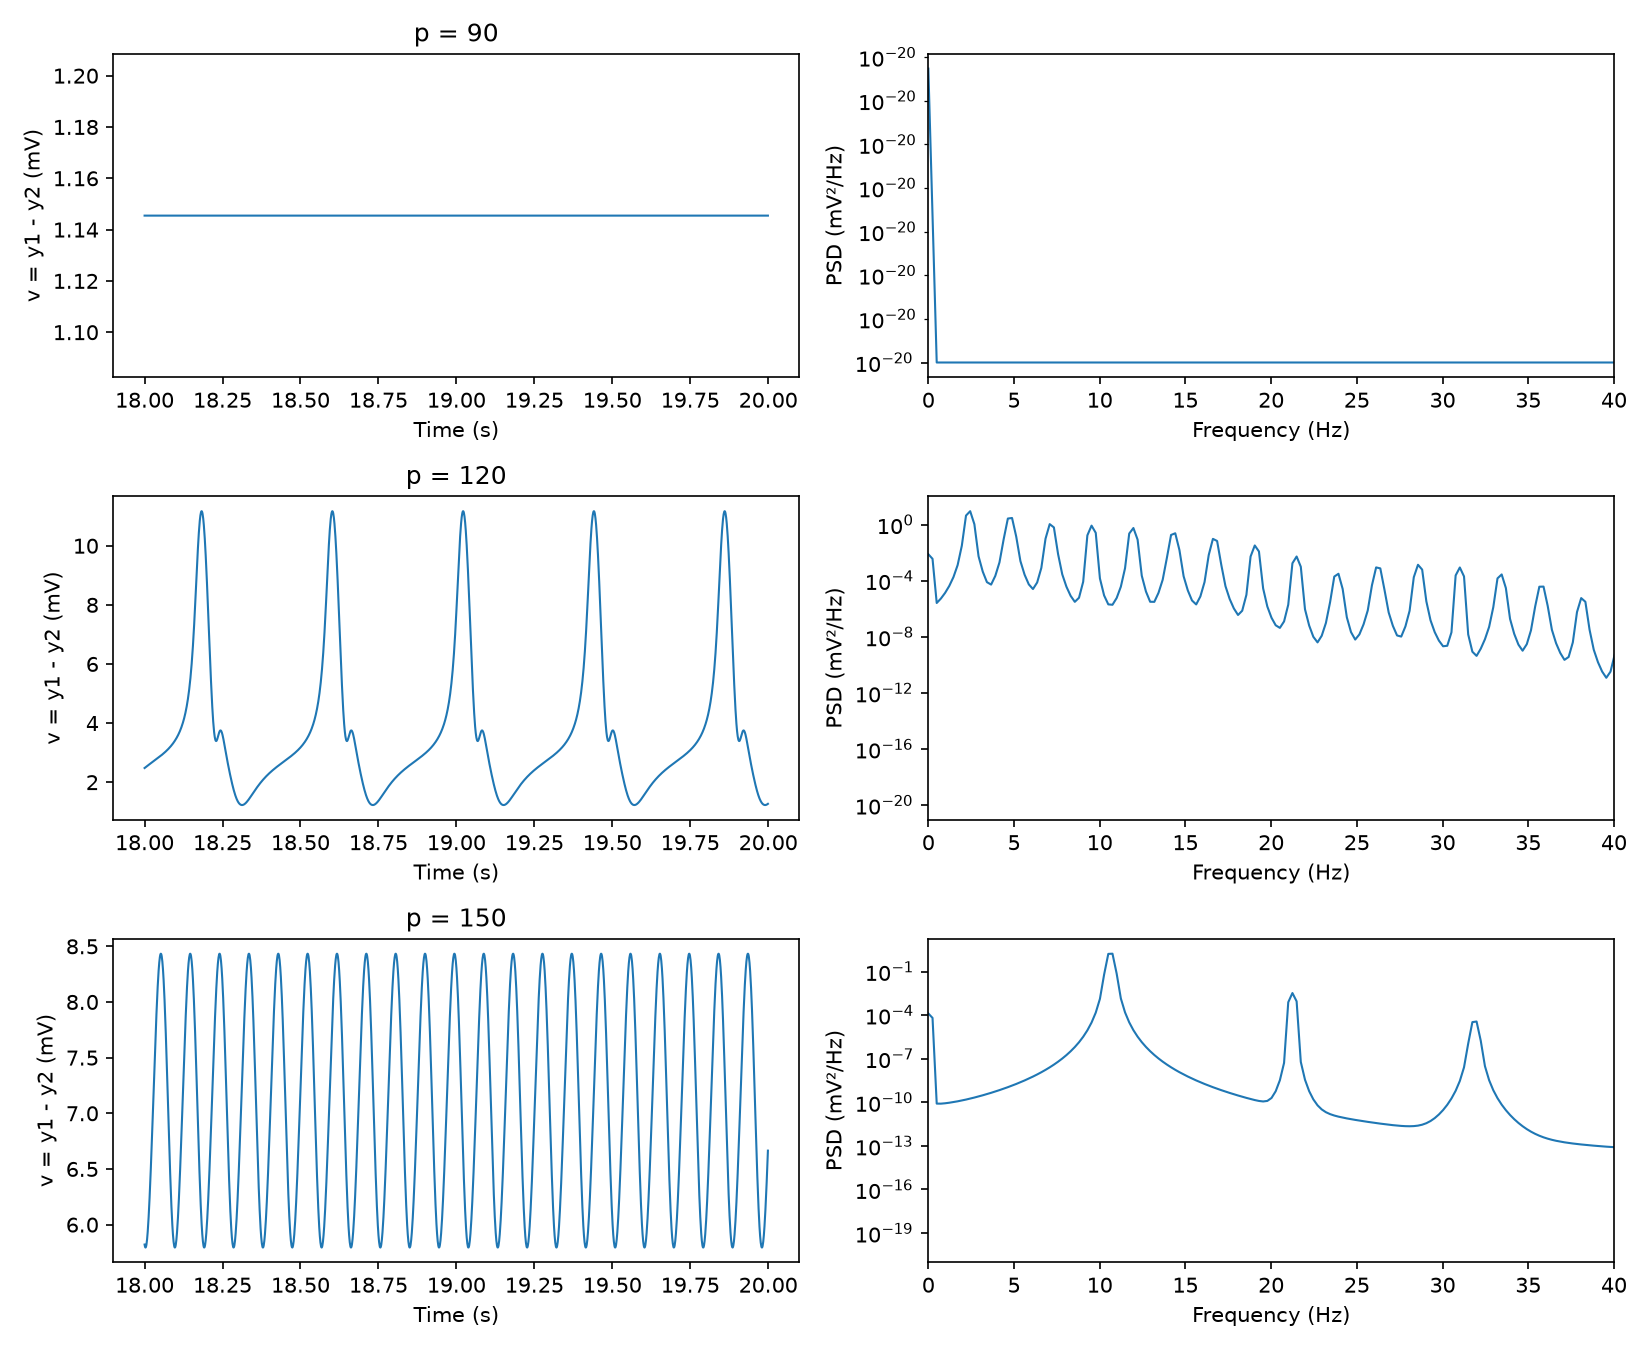 p = 90
v = y1 - y2 (mV)
1.20
1.18
1.16
1.14
1.12
1.10
18.00 18.25 18.50 18.75 19.00 19.25 19.50 19.75 20.00
Time (s)
PSD (mV²/Hz)
10⁻²⁰
10⁻²⁰
10⁻²⁰
10⁻²⁰
10⁻²⁰
10⁻²⁰
10⁻²⁰
10⁻²⁰
0 5 10 15 20 25 30 35 40
Frequency (Hz)
p = 120
v = y1 - y2 (mV)
10
8
6
4
2
18.00 18.25 18.50 18.75 19.00 19.25 19.50 19.75 20.00
Time (s)
PSD (mV²/Hz)
10⁰
10⁻⁴
10⁻⁸
10⁻¹²
10⁻¹⁶
10⁻²⁰
0 5 10 15 20 25 30 35 40
Frequency (Hz)
p = 150
v = y1 - y2 (mV)
8.5
8.0
7.5
7.0
6.5
6.0
18.00 18.25 18.50 18.75 19.00 19.25 19.50 19.75 20.00
Time (s)
PSD (mV²/Hz)
10⁻¹
10⁻⁴
10⁻⁷
10⁻¹⁰
10⁻¹³
10⁻¹⁶
10⁻¹⁹
0 5 10 15 20 25 30 35 40
Frequency (Hz)